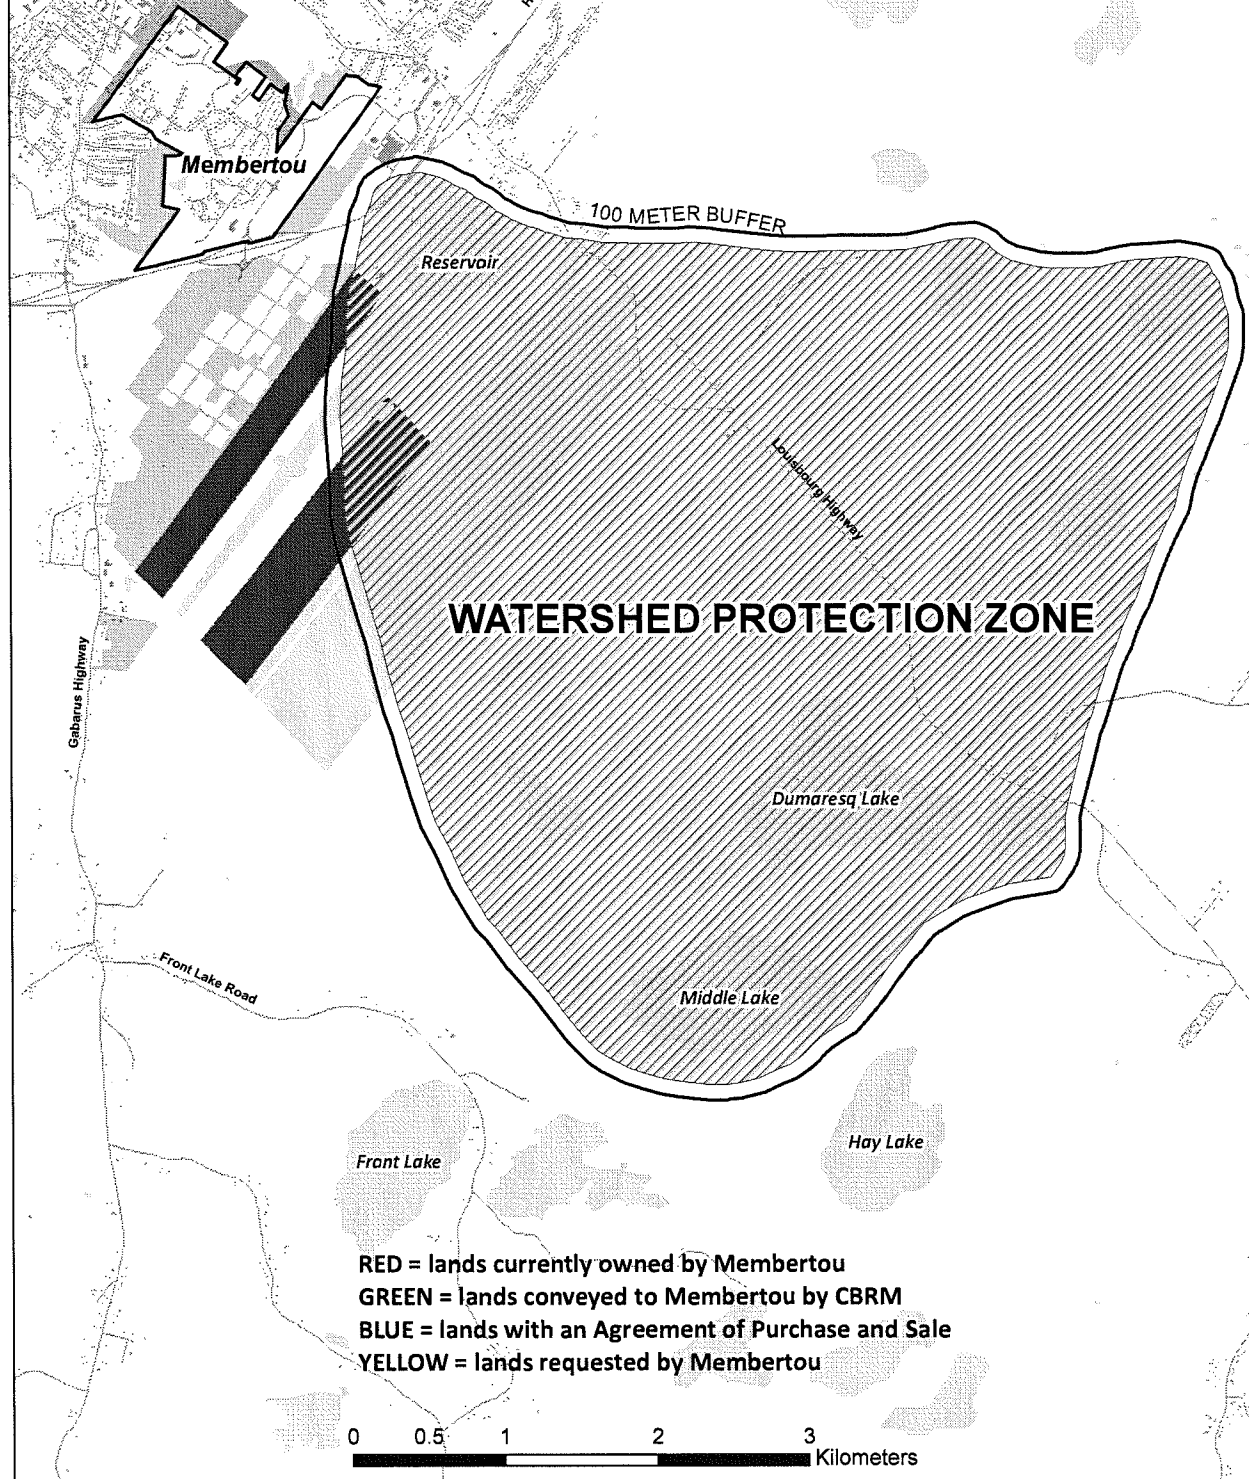 Membertou
100 METER BUFFER
Reservoir
Louisbourg Highway
WATERSHED PROTECTION ZONE
Gabarus Highway
Dumaresq Lake
Front Lake Road
Middle Lake
Hay Lake
Front Lake
RED = lands currently owned by Membertou
GREEN = lands conveyed to Membertou by CBRM
BLUE = lands with an Agreement of Purchase and Sale
YELLOW = lands requested by Membertou
0 0.5 1 2 3
Kilometers